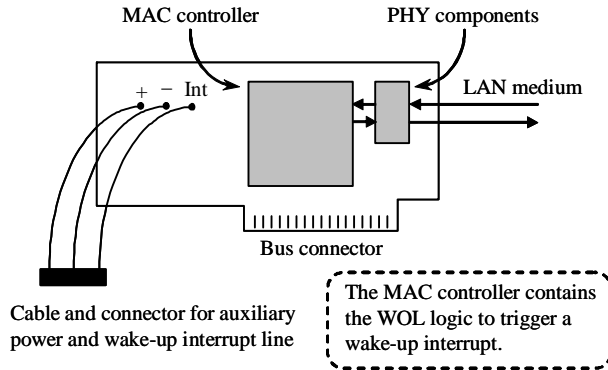 MAC controller
PHY components
+ − Int
LAN medium
Bus connector
Cable and connector for auxiliary
power and wake-up interrupt line
The MAC controller contains
the WOL logic to trigger a
wake-up interrupt.